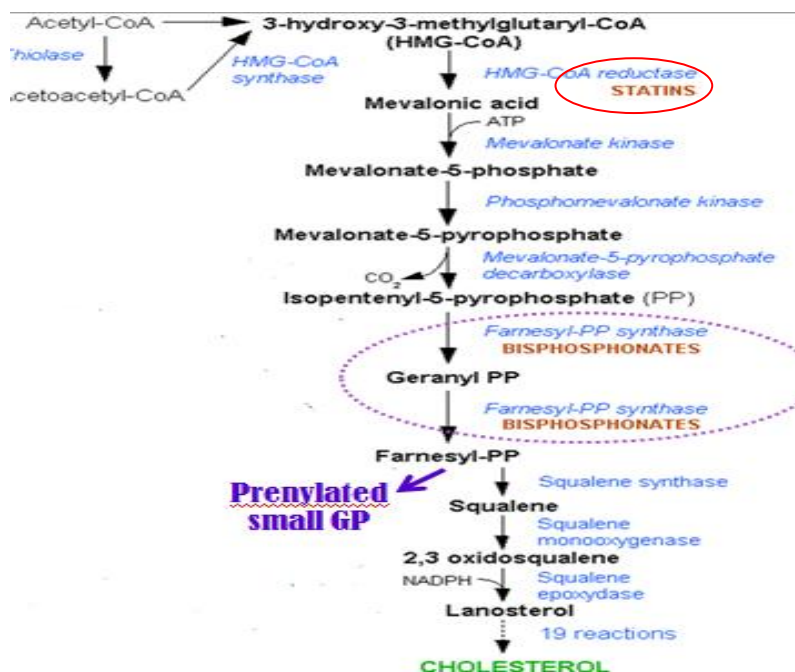 Acetyl-CoA
3-hydroxy-3-methylglutaryl-CoA
(HMG-CoA)
thiolase
HMG-CoA
synthase
HMG-CoA reductase
STATINS
cetoacetyl-CoA
Mevalonic acid
ATP
Mevalonate kinase
Mevalonate-5-phosphate
Phosphomevalonate kinase
Mevalonate-5-pyrophosphate
Mevalonate-5-pyrophosphate
decarboxylase
CO2
Isopentenyl-5-pyrophosphate (PP)
Farnesyl-PP synthase
BISPHOSPHONATES
Geranyl PP
Farnesyl-PP synthase
BISPHOSPHONATES
Farnesyl-PP
Prenylated
small GP
Squalene synthase
Squalene
Squalene
monooxygenase
2,3 oxidosqualene
NADPH
Squalene
epoxydase
Lanosterol
19 reactions
CHOLESTEROL